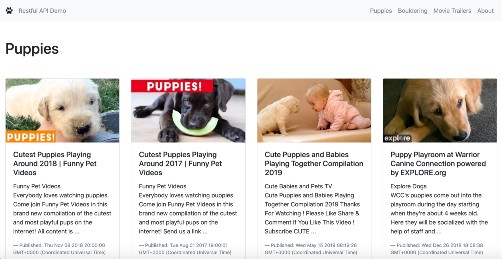 Restful API Demo
Puppies Bouldering Movie Trailers About
Puppies
PUPPIES!
Cutest Puppies Playing
Around 2018 | Funny Pet
Videos
Funny Pet Videos
Everybody loves watching puppies.
Come join Funny Pet Videos in this
brand new compilation of the cutest
and most playful pups on the
internet! All content is ...
— Published: Thu Nov 08 2018 20:00:00
GMT+0000 (Coordinated Universal Time)
PUPPIES!
Cutest Puppies Playing
Around 2017 | Funny Pet
Videos
Funny Pet Videos
Everybody loves watching puppies.
Come join Funny Pet Videos in this
brand new compilation of the cutest
and most playful pups on the
internet! Send us a link ...
— Published: Tue Aug 01 2017 19:00:01
GMT+0000 (Coordinated Universal Time)
Cute Puppies and Babies
Playing Together Compilation
2019
Cute Babies and Pets TV
Cute Puppies and Babies Playing
Together Compilation 2019 Thanks
For Watching ! Please Like Share &
Comment If You Like This Video !
Subscribe CUTE ...
— Published: Wed May 15 2019
GMT+0000 (Coordinated Universal Time)
explore
Puppy Playroom at Warrior
Canine Connection powered
by EXPLORE.org
Explore Dogs
WCC's puppies come out into the
playroom during the day starting
when they're about 4 weeks old.
Here they will be socialized with the
help of staff and ...
— Published: Wed Dec 26 2018
GMT+0000 (Coordinated Universal Time)